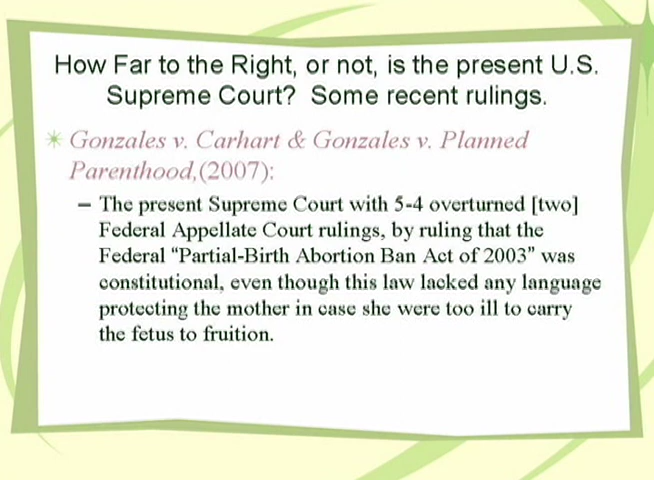 How Far to the Right, or not, is the present U.S.
Supreme Court? Some recent rulings.
Gonzales v. Carhart & Gonzales v. Planned
Parenthood,(2007):
– The present Supreme Court with 5-4 overturned [two]
Federal Appellate Court rulings, by ruling that the
Federal “Partial-Birth Abortion Ban Act of 2003” was
constitutional, even though this law lacked any language
protecting the mother in case she were too ill to carry
the fetus to fruition.